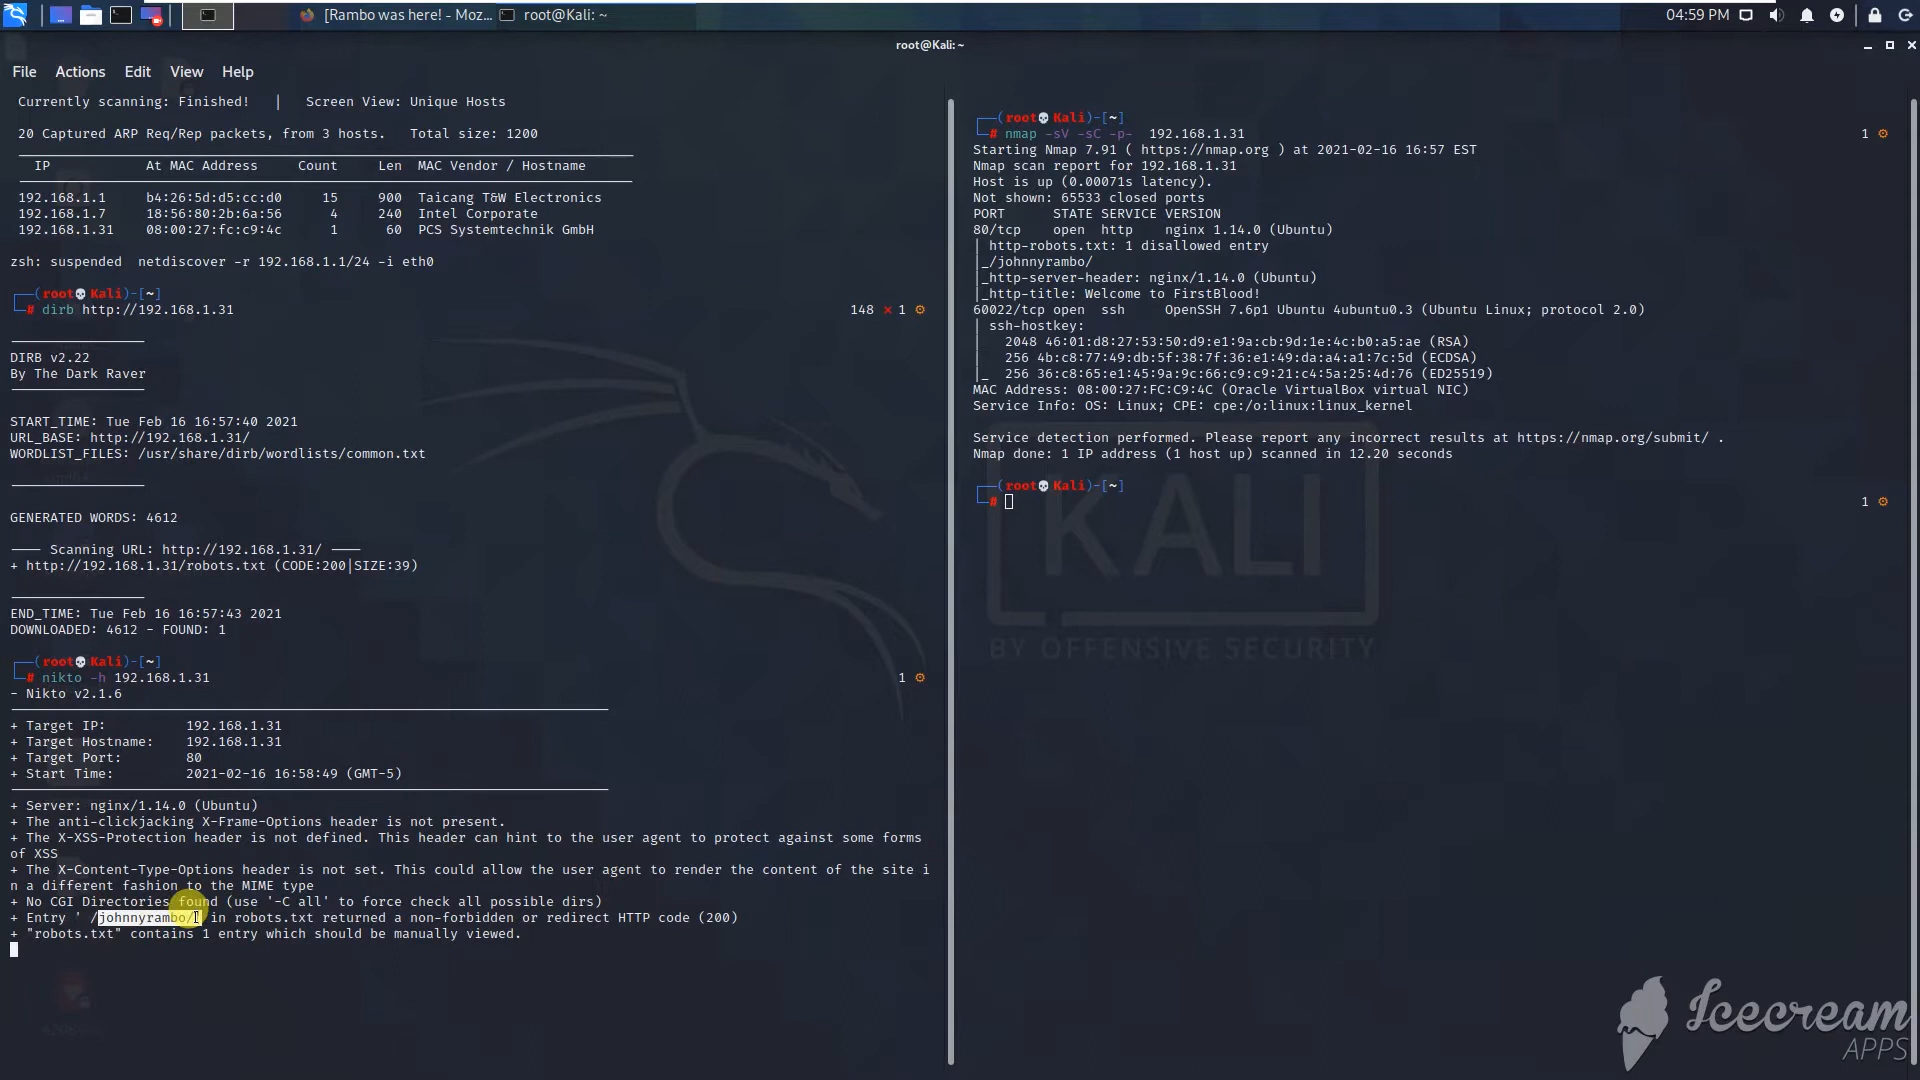 [Rambo was here! - Moz... root@Kali: ~ 04:59 PM
root@Kali: ~
File Actions Edit View Help
Currently scanning: Finished! | Screen View: Unique Hosts
20 Captured ARP Req/Rep packets, from 3 hosts. Total size: 1200
IP At MAC Address Count Len MAC Vendor / Hostname
192.168.1.1 b4:26:5d:d5:cc:d0 15 900 Taicang T&W Electronics
192.168.1.7 18:56:80:2b:6a:56 4 240 Intel Corporate
192.168.1.31 08:00:27:fc:c9:4c 1 60 PCS Systemtechnik GmbH
zsh: suspended netdiscover -r 192.168.1.1/24 -i eth0
(root💀Kali)-[~]
# dirb http://192.168.1.31 148 ⨯ 1 ⚙
DIRB v2.22
By The Dark Raver
START_TIME: Tue Feb 16 16:57:40 2021
URL_BASE: http://192.168.1.31/
WORDLIST_FILES: /usr/share/dirb/wordlists/common.txt
GENERATED WORDS: 4612
—— Scanning URL: http://192.168.1.31/ ——
+ http://192.168.1.31/robots.txt (CODE:200|SIZE:39)
END_TIME: Tue Feb 16 16:57:43 2021
DOWNLOADED: 4612 - FOUND: 1
(root💀Kali)-[~]
# nikto -h 192.168.1.31 1 ⚙
- Nikto v2.1.6
+ Target IP: 192.168.1.31
+ Target Hostname: 192.168.1.31
+ Target Port: 80
+ Start Time: 2021-02-16 16:58:49 (GMT-5)
+ Server: nginx/1.14.0 (Ubuntu)
+ The anti-clickjacking X-Frame-Options header is not present.
+ The X-XSS-Protection header is not defined. This header can hint to the user agent to protect against some forms
of XSS
+ The X-Content-Type-Options header is not set. This could allow the user agent to render the content of the site i
n a different fashion to the MIME type
+ No CGI Directories found (use '-C all' to force check all possible dirs)
+ Entry ' /johnnyrambo/' in robots.txt returned a non-forbidden or redirect HTTP code (200)
+ "robots.txt" contains 1 entry which should be manually viewed.
(root💀Kali)-[~]
# nmap -sV -sC -p- 192.168.1.31 1 ⚙
Starting Nmap 7.91 ( https://nmap.org ) at 2021-02-16 16:57 EST
Nmap scan report for 192.168.1.31
Host is up (0.00071s latency).
Not shown: 65533 closed ports
PORT STATE SERVICE VERSION
80/tcp open http nginx 1.14.0 (Ubuntu)
| http-robots.txt: 1 disallowed entry
|_/johnnyrambo/
|_http-server-header: nginx/1.14.0 (Ubuntu)
|_http-title: Welcome to FirstBlood!
60022/tcp open ssh OpenSSH 7.6p1 Ubuntu 4ubuntu0.3 (Ubuntu Linux; protocol 2.0)
| ssh-hostkey:
| 2048 46:01:d8:27:53:50:d9:e1:9a:cb:9d:1e:4c:b0:a5:ae (RSA)
| 256 4b:c8:77:49:db:5f:38:7f:36:e1:49:da:a4:a1:7c:5d (ECDSA)
|_ 256 36:c8:65:e1:45:9a:9c:66:c9:c9:21:c4:5a:25:4d:76 (ED25519)
MAC Address: 08:00:27:FC:C9:4C (Oracle VirtualBox virtual NIC)
Service Info: OS: Linux; CPE: cpe:/o:linux:linux_kernel
Service detection performed. Please report any incorrect results at https://nmap.org/submit/ .
Nmap done: 1 IP address (1 host up) scanned in 12.20 seconds
(root💀Kali)-[~]
# 1 ⚙
KALI
BY OFFENSIVE SECURITY
Icecream
APPS